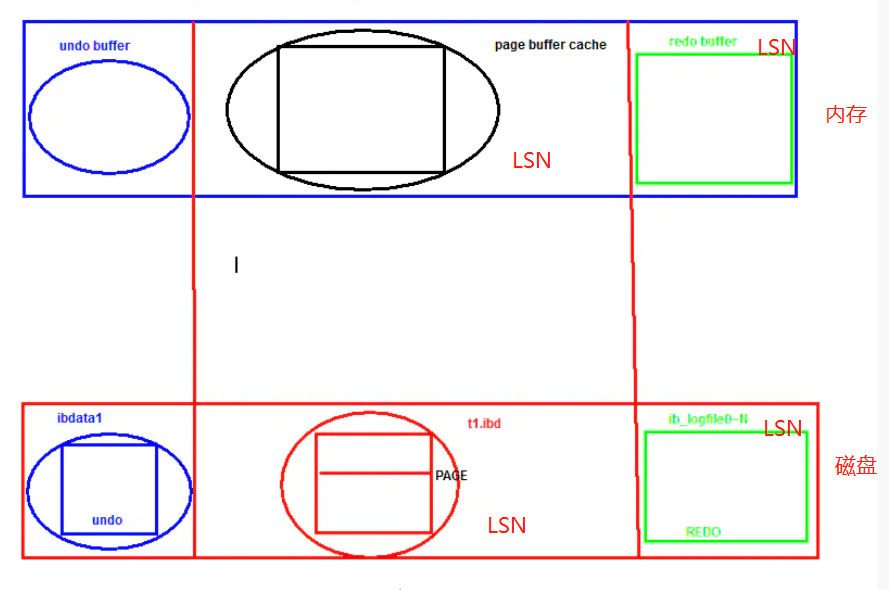 undo buffer
page buffer cache
redo buffer
LSN
内存
LSN
ibdata1
t1.ibd
ib_logfile0~N
LSN
磁盘
PAGE
undo
LSN
REDO